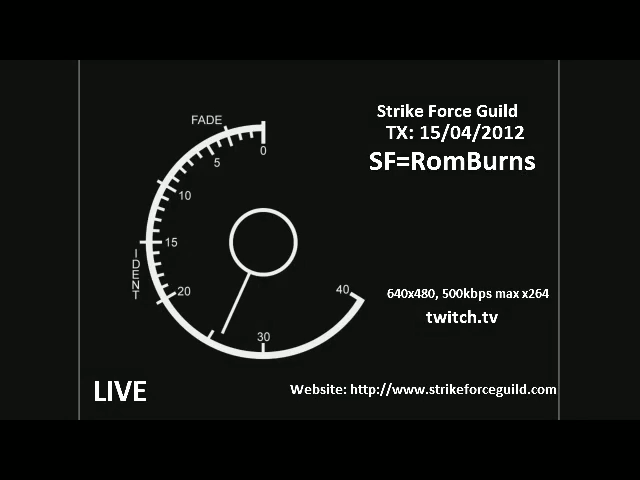 Strike Force Guild
TX: 15/04/2012
SF=RomBurns
FADE
0
5
10
15
IDENT
20
30
40
640x480, 500kbps max x264
twitch.tv
LIVE
Website: http://www.strikeforceguild.com